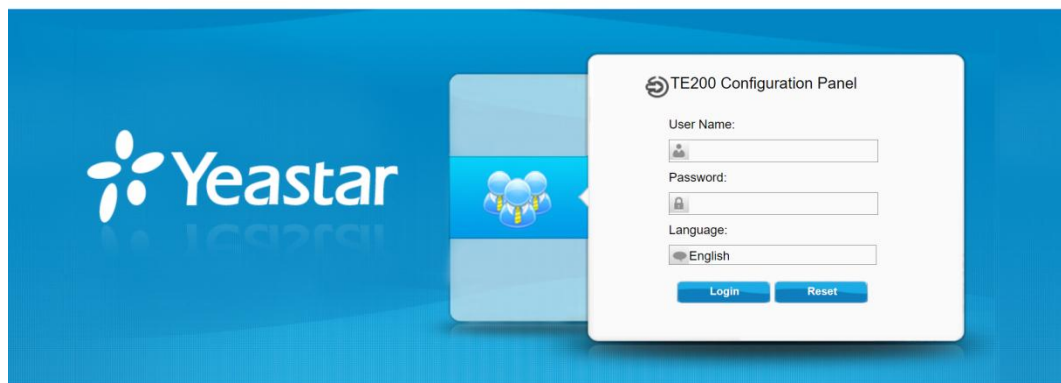 Yeastar
TE200 Configuration Panel
User Name:
Password:
Language:
English
Login Reset